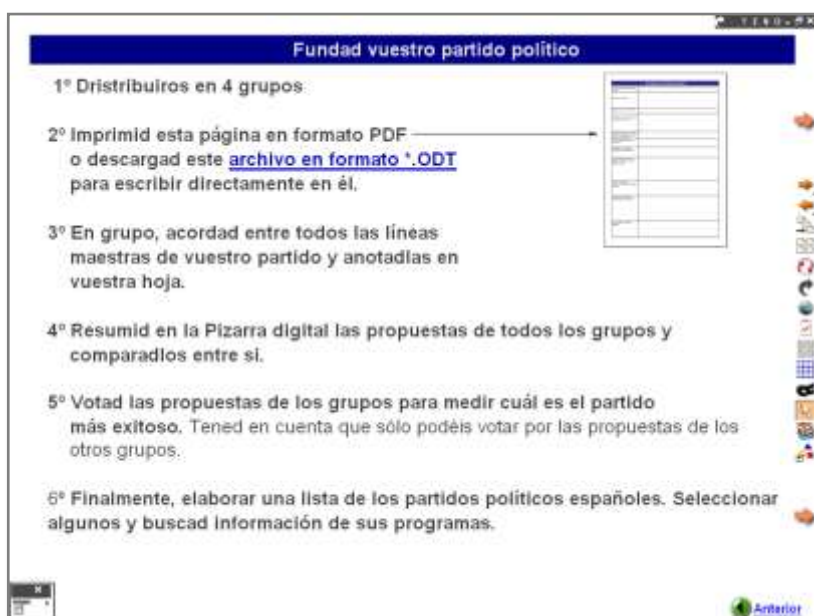 Fundad vuestro partido político
1º Dristribuiros en 4 grupos
2º Imprimid esta página en formato PDF
o descargad este archivo en formato *.ODT
para escribir directamente en él.
3º En grupo, acordad entre todos las líneas
maestras de vuestro partido y anotadlas en
vuestra hoja.
4º Resumid en la Pizarra digital las propuestas de todos los grupos y
comparadlos entre si.
5º Votad las propuestas de los grupos para medir cuál es el partido
más exitoso. Tened en cuenta que sólo podéis votar por las propuestas de los
otros grupos.
6º Finalmente, elaborar una lista de los partidos políticos españoles. Seleccionar
algunos y buscad información de sus programas.
Anterior